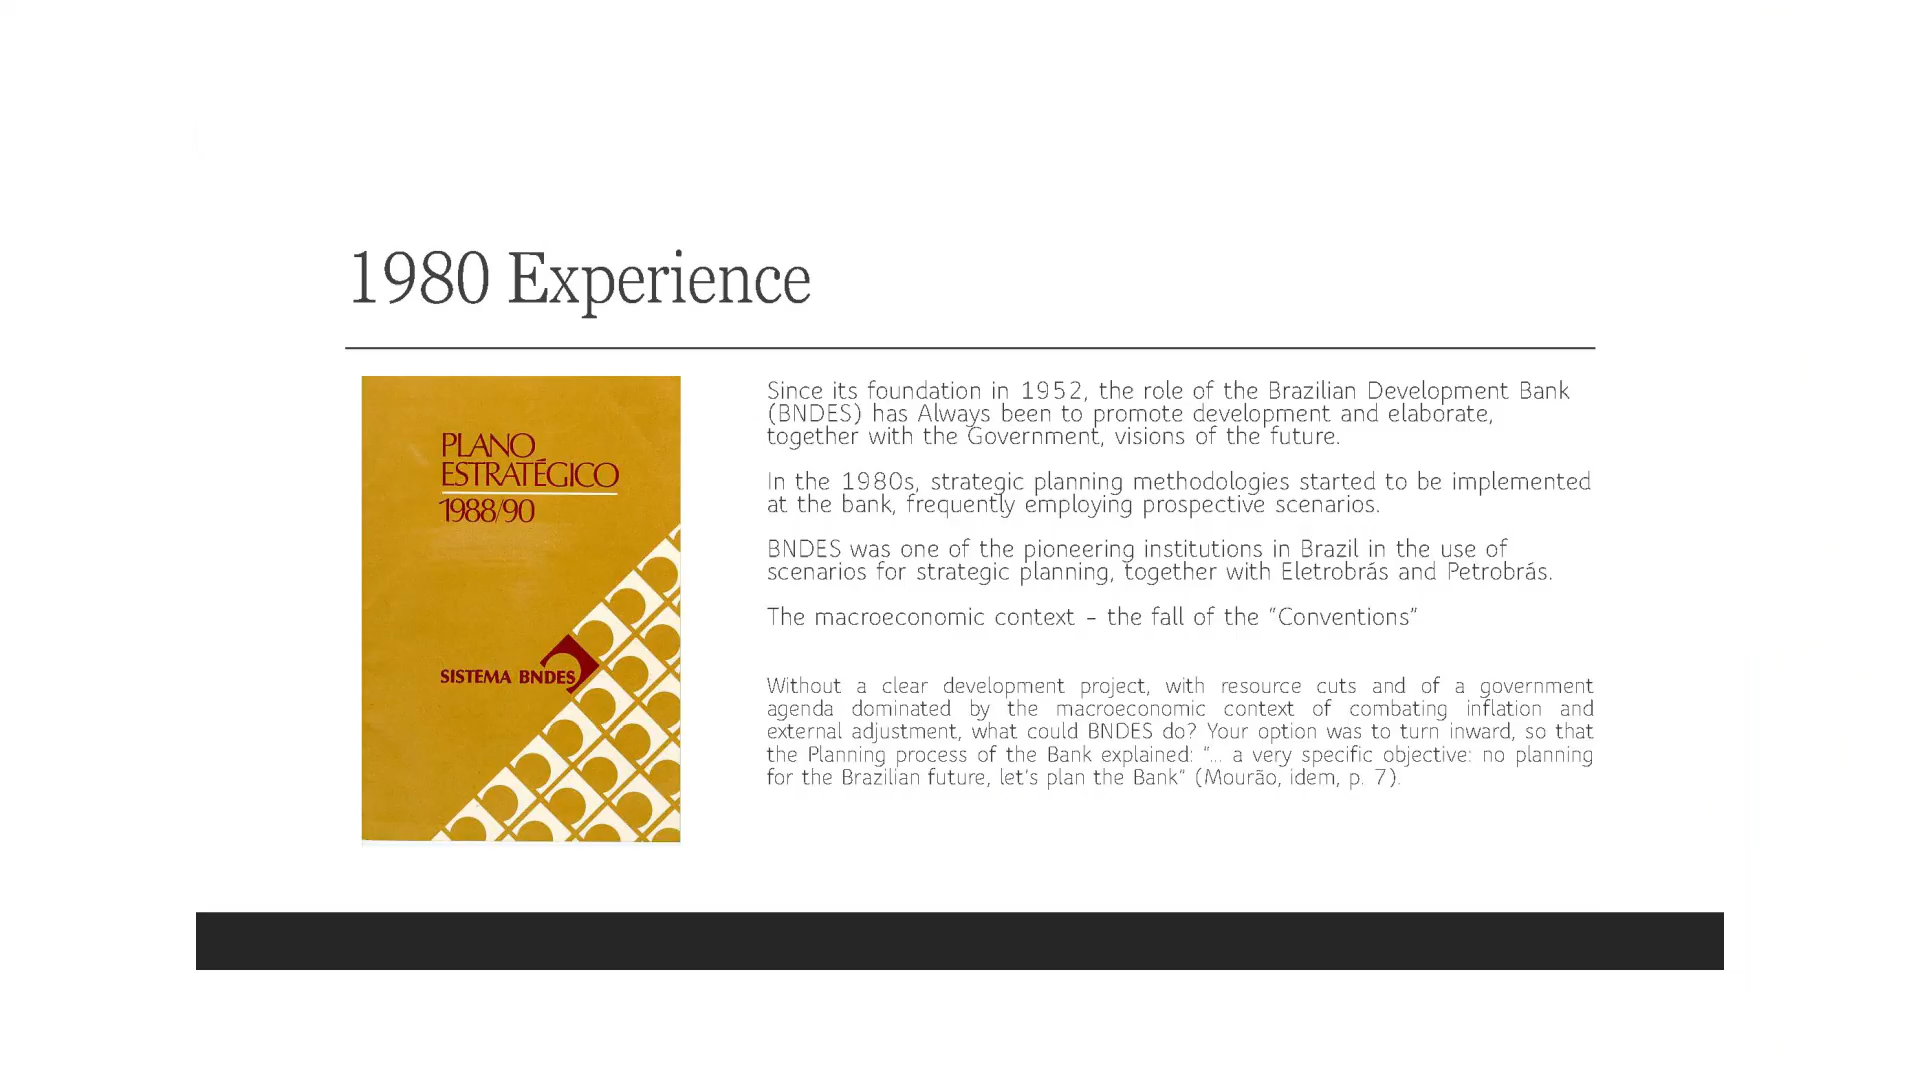 1980 Experience
PLANO
ESTRATÉGICO
1988/90
SISTEMA BNDES
Since its foundation in 1952, the role of the Brazilian Development Bank
(BNDES) has Always been to promote development and elaborate,
together with the Government, visions of the future.
In the 1980s, strategic planning methodologies started to be implemented
at the bank, frequently employing prospective scenarios.
BNDES was one of the pioneering institutions in Brazil in the use of
scenarios for strategic planning, together with Eletrobrás and Petrobrás.
The macroeconomic context – the fall of the "Conventions"
Without a clear development project, with resource cuts and of a government
agenda dominated by the macroeconomic context of combating inflation and
external adjustment, what could BNDES do? Your option was to turn inward, so that
the Planning process of the Bank explained: "... a very specific objective: no planning
for the Brazilian future, let's plan the Bank" (Mourão, idem, p. 7).